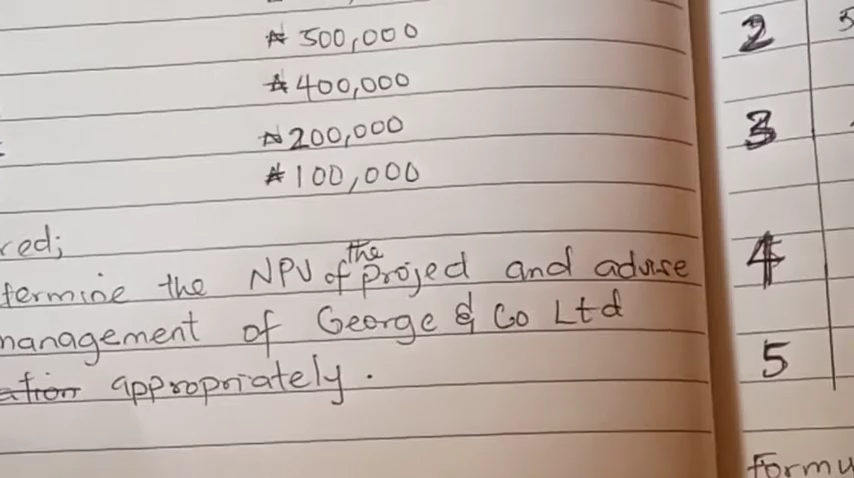 ₦ 500,000
₦ 400,000
₦ 200,000
₦ 100,000
red;
termine the NPV of the project and advise
management of George & Co Ltd
ation appropriately.
2
3
4
5
formu